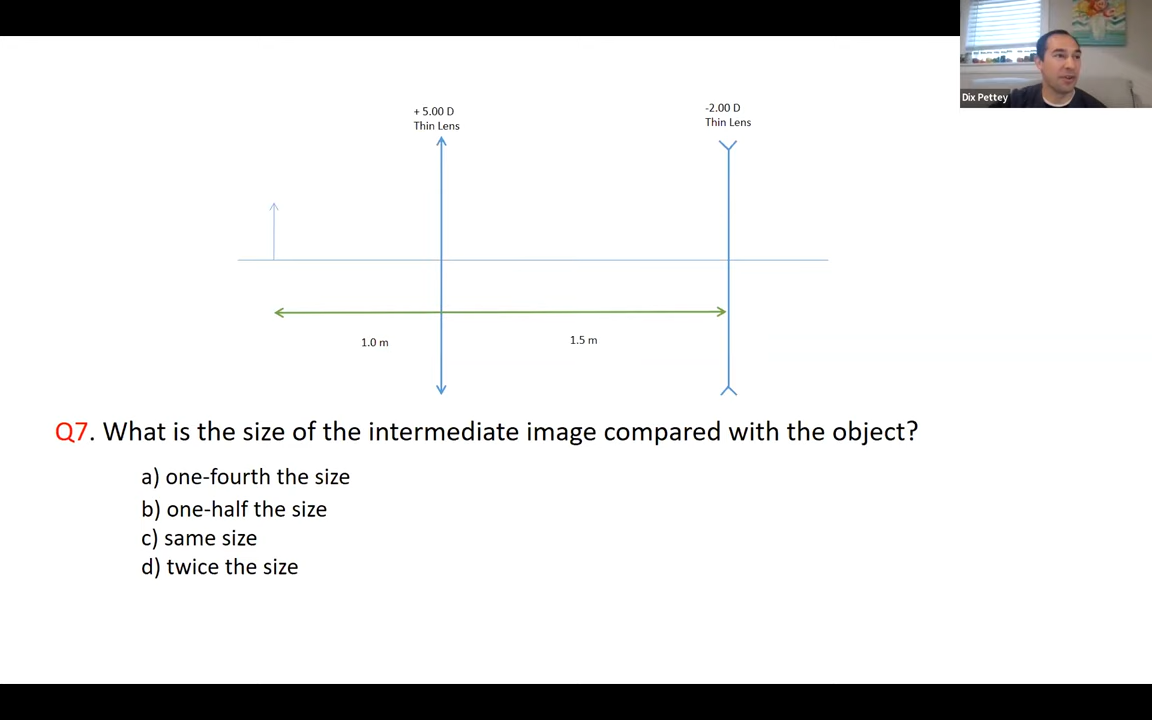 Dix Pettey
+ 5.00 D
Thin Lens
-2.00 D
Thin Lens
1.0 m
1.5 m
Q7. What is the size of the intermediate image compared with the object?
a) one-fourth the size
b) one-half the size
c) same size
d) twice the size